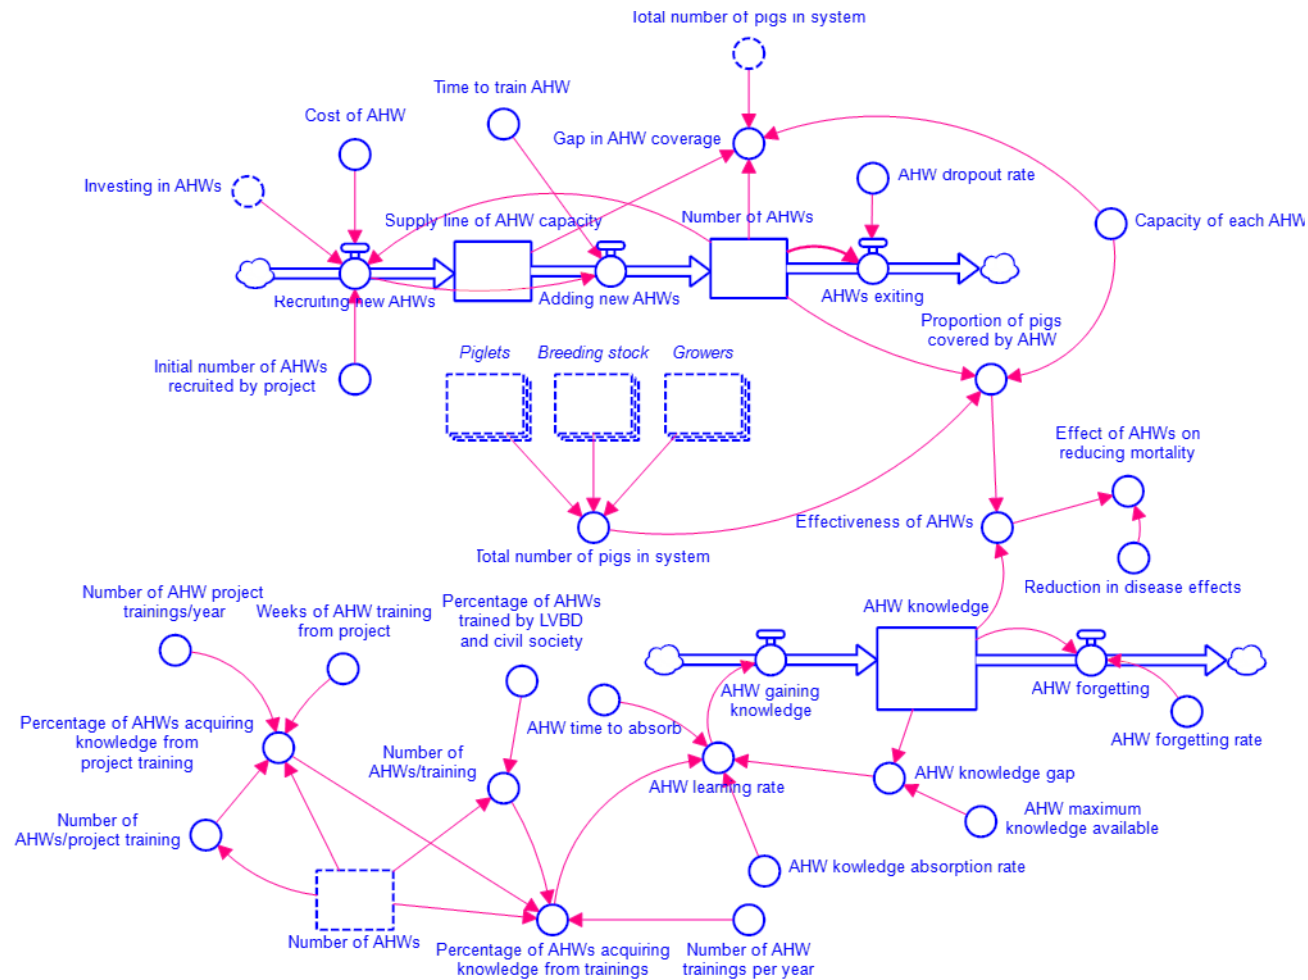 Total number of pigs in system
Time to train AHW
Cost of AHW
Gap in AHW coverage
Investing in AHWs
AHW dropout rate
Supply line of AHW capacity
Number of AHWs
Capacity of each AHW
Recruiting new AHWs
Adding new AHWs
AHWs exiting
Proportion of pigs
covered by AHW
Initial number of AHWs
recruited by project
Piglets
Breeding stock
Growers
Effect of AHWs on
reducing mortality
Effectiveness of AHWs
Total number of pigs in system
Reduction in disease effects
Number of AHW project
trainings/year
Weeks of AHW training
from project
Percentage of AHWs
trained by LVBD
and civil society
AHW knowledge
AHW gaining
knowledge
AHW forgetting
Percentage of AHWs acquiring
knowledge from
project training
Number of
AHWs/training
AHW time to absorb
AHW forgetting rate
AHW learning rate
AHW knowledge gap
Number of
AHWs/project training
AHW maximum
knowledge available
AHW kowledge absorption rate
Number of AHWs
Percentage of AHWs acquiring
knowledge from trainings
Number of AHW
trainings per year